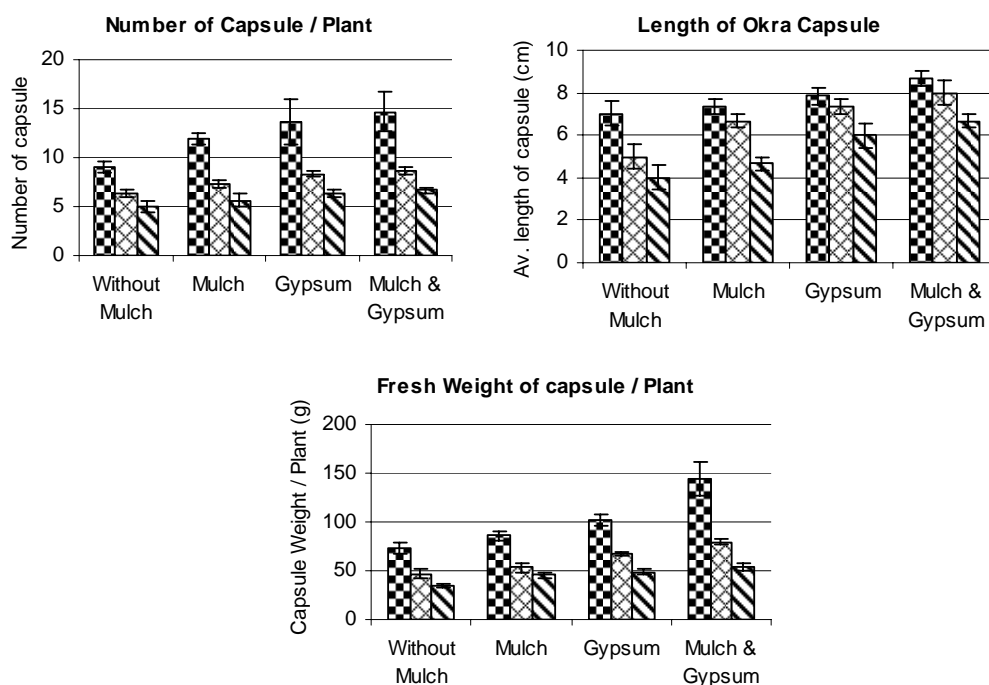 Number of Capsule / Plant
Number of capsule
20
15
10
5
0
Without
Mulch
Mulch
Gypsum
Mulch &
Gypsum
Length of Okra Capsule
Av. length of capsule (cm)
10
8
6
4
2
0
Without
Mulch
Mulch
Gypsum
Mulch &
Gypsum
Fresh Weight of capsule / Plant
Capsule Weight / Plant (g)
200
150
100
50
0
Without
Mulch
Mulch
Gypsum
Mulch &
Gypsum